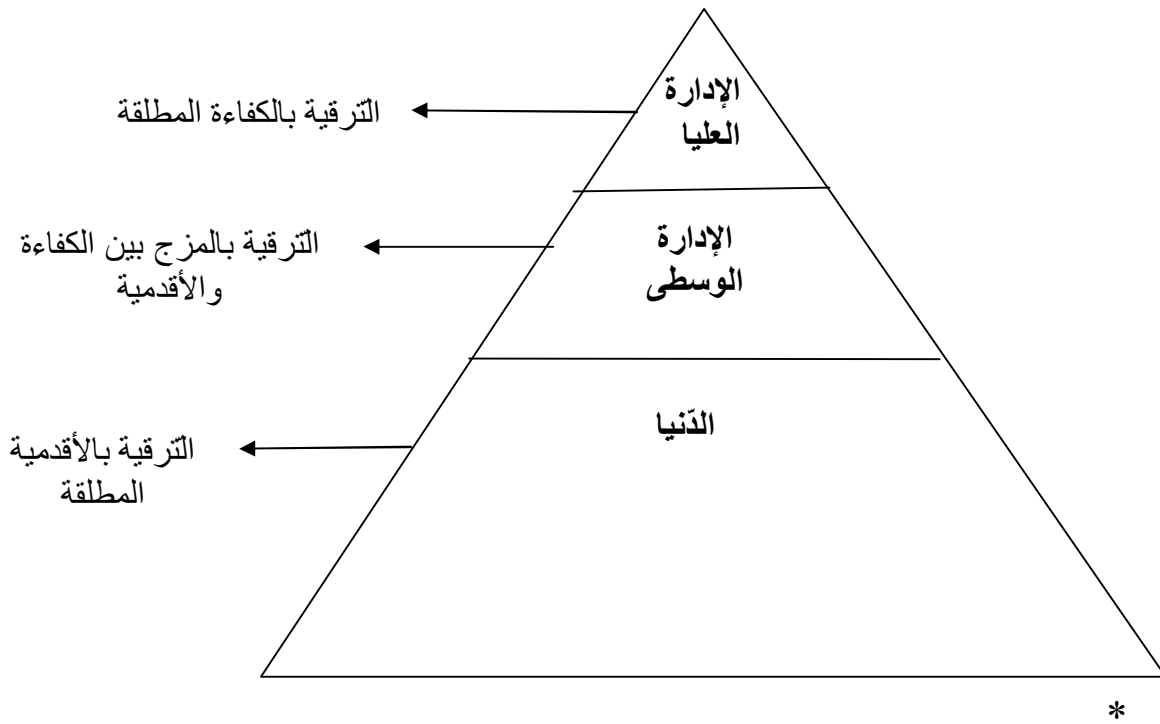 الإدارة
العليا
التّرقية بالكفاءة المطلقة
الإدارة
الوسطى
التّرقية بالمزج بين الكفاءة
والأقدمية
الدّنيا
التّرقية بالأقدمية
المطلقة
*